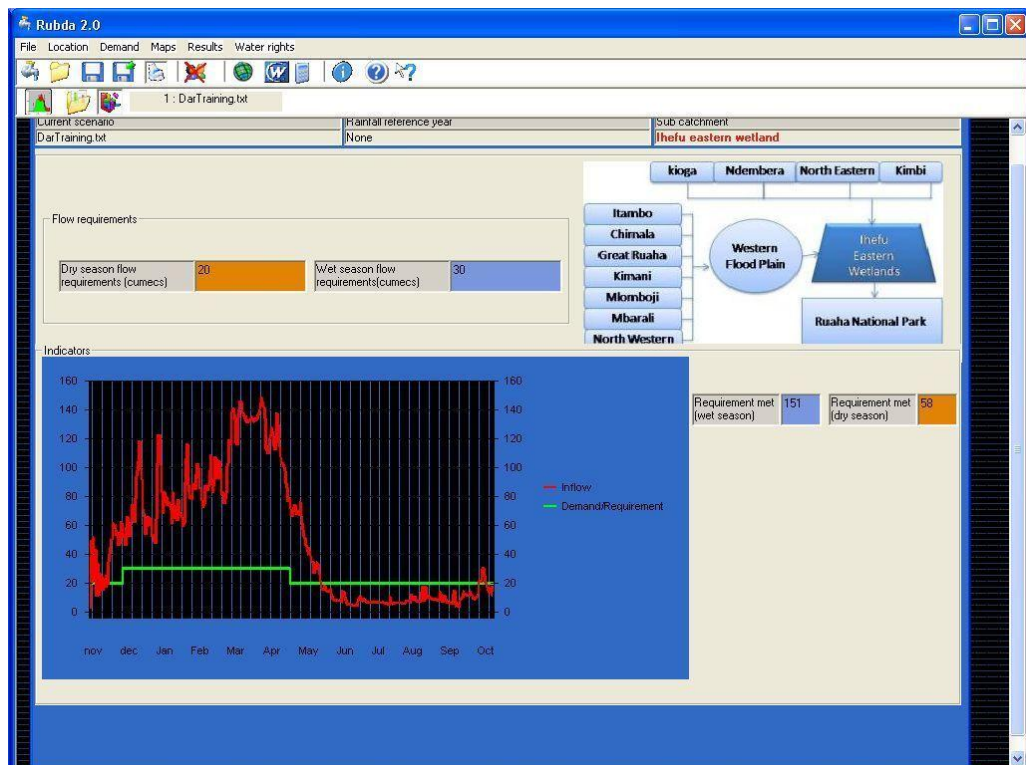 Rubda 2.0
File Location Demand Maps Results Water rights
1 : DarTraining.txt
Current scenario Rainfall reference year Sub catchment
DarTraining.txt None Ihefu eastern wetland
kioga Ndembera North Eastern Kimbi
Itambo
Chimala
Great Ruaha
Kimani
Mlomboji
Mbarali
North Western
Western
Flood Plain
Ihefu
Eastern
Wetlands
Ruaha National Park
Flow requirements
Dry season flow
requirements (cumecs)
20
Wet season flow
requirements(cumecs)
30
Indicators
160 160
140 140
120 120
100 100
80 80
60 60
40 40
20 20
0 0
nov dec Jan Feb Mar Apr May Jun Jul Aug Sep Oct
Inflow
Demand/Requirement
Requirement met
(wet season)
151
Requirement met
(dry season)
58